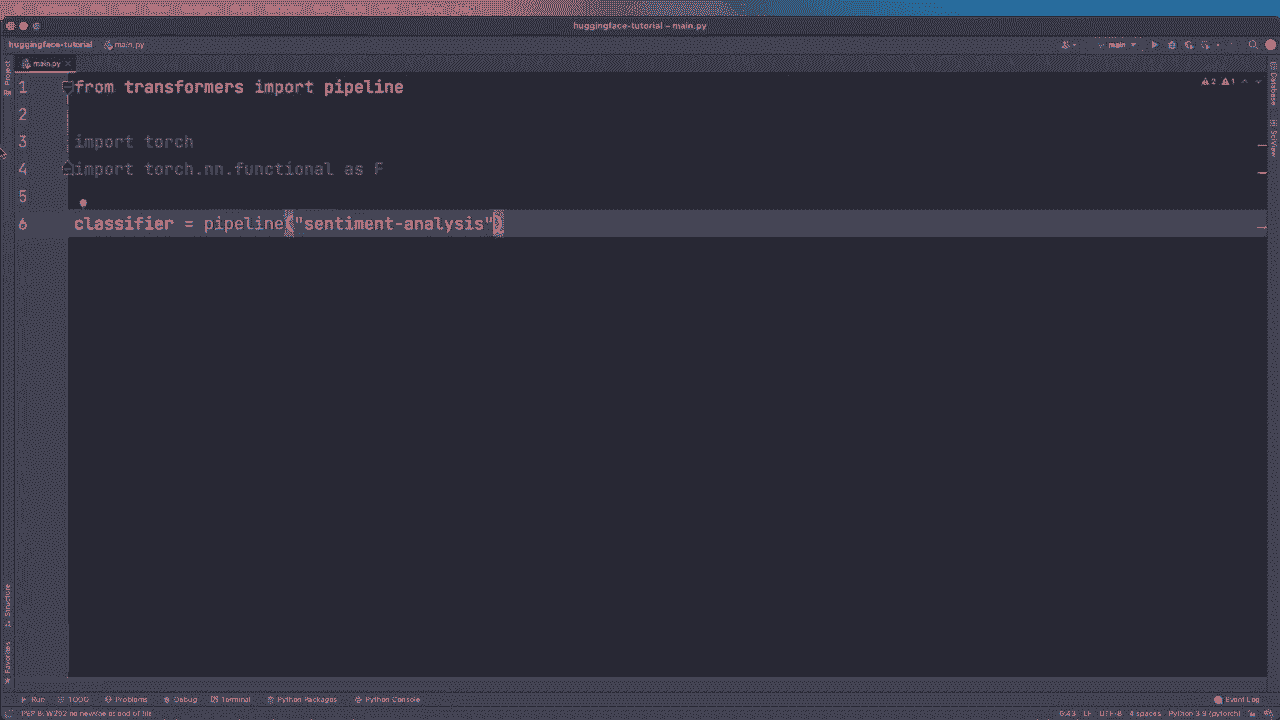 huggingface-tutorial – main.py
huggingface-tutorial main.py
main
main.py
Project
Database
SciView
2 1
1 from transformers import pipeline
2
3 import torch
4 import torch.nn.functional as F
5
6 classifier = pipeline("sentiment-analysis")
Structure
Favorites
Run TODO Problems Debug Terminal Python Packages Python Console Event Log
PEP 8: W292 no newline at end of file 6:43 LF UTF-8 4 spaces Python 3.9 (pytorch)